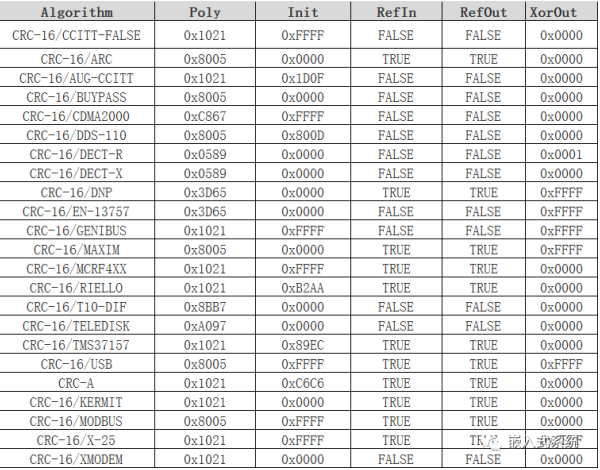 Algorithm Poly Init RefIn RefOut XorOut
CRC-16/CCITT-FALSE 0x1021 0xFFFF FALSE FALSE 0x0000
CRC-16/ARC 0x8005 0x0000 TRUE TRUE 0x0000
CRC-16/AUG-CCITT 0x1021 0x1D0F FALSE FALSE 0x0000
CRC-16/BUYPASS 0x8005 0x0000 FALSE FALSE 0x0000
CRC-16/CDMA2000 0xC867 0xFFFF FALSE FALSE 0x0000
CRC-16/DDS-110 0x8005 0x800D FALSE FALSE 0x0000
CRC-16/DECT-R 0x0589 0x0000 FALSE FALSE 0x0001
CRC-16/DECT-X 0x0589 0x0000 FALSE FALSE 0x0000
CRC-16/DNP 0x3D65 0x0000 TRUE TRUE 0xFFFF
CRC-16/EN-13757 0x3D65 0x0000 FALSE FALSE 0xFFFF
CRC-16/GENIBUS 0x1021 0xFFFF FALSE FALSE 0xFFFF
CRC-16/MAXIM 0x8005 0x0000 TRUE TRUE 0xFFFF
CRC-16/MCRF4XX 0x1021 0xFFFF TRUE TRUE 0x0000
CRC-16/RIELLO 0x1021 0xB2AA TRUE TRUE 0x0000
CRC-16/T10-DIF 0x8BB7 0x0000 FALSE FALSE 0x0000
CRC-16/TELEDISK 0xA097 0x0000 FALSE FALSE 0x0000
CRC-16/TMS37157 0x1021 0x89EC TRUE TRUE 0x0000
CRC-16/USB 0x8005 0xFFFF TRUE TRUE 0xFFFF
CRC-A 0x1021 0xC6C6 TRUE TRUE 0x0000
CRC-16/KERMIT 0x1021 0x0000 TRUE TRUE 0x0000
CRC-16/MODBUS 0x8005 0xFFFF TRUE TRUE 0x0000
CRC-16/X-25 0x1021 0xFFFF TRUE
嵌入式系统
CRC-16/XMODEM 0x1021 0x0000 FALSE FALSE 0x0000